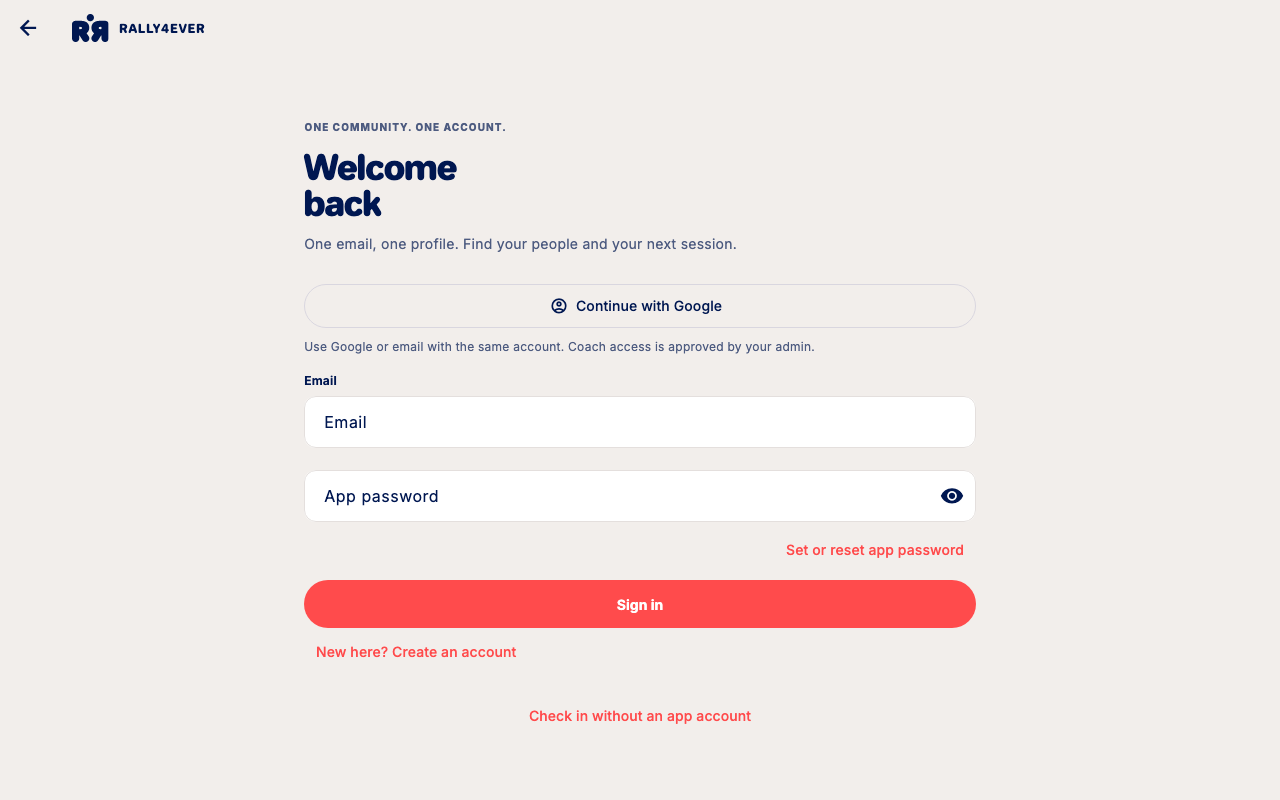 RALLY4EVER
ONE COMMUNITY. ONE ACCOUNT.
Welcome
back
One email, one profile. Find your people and your next session.
Continue with Google
Use Google or email with the same account. Coach access is approved by your admin.
Email
Email
App password
Set or reset app password
Sign in
New here? Create an account
Check in without an app account